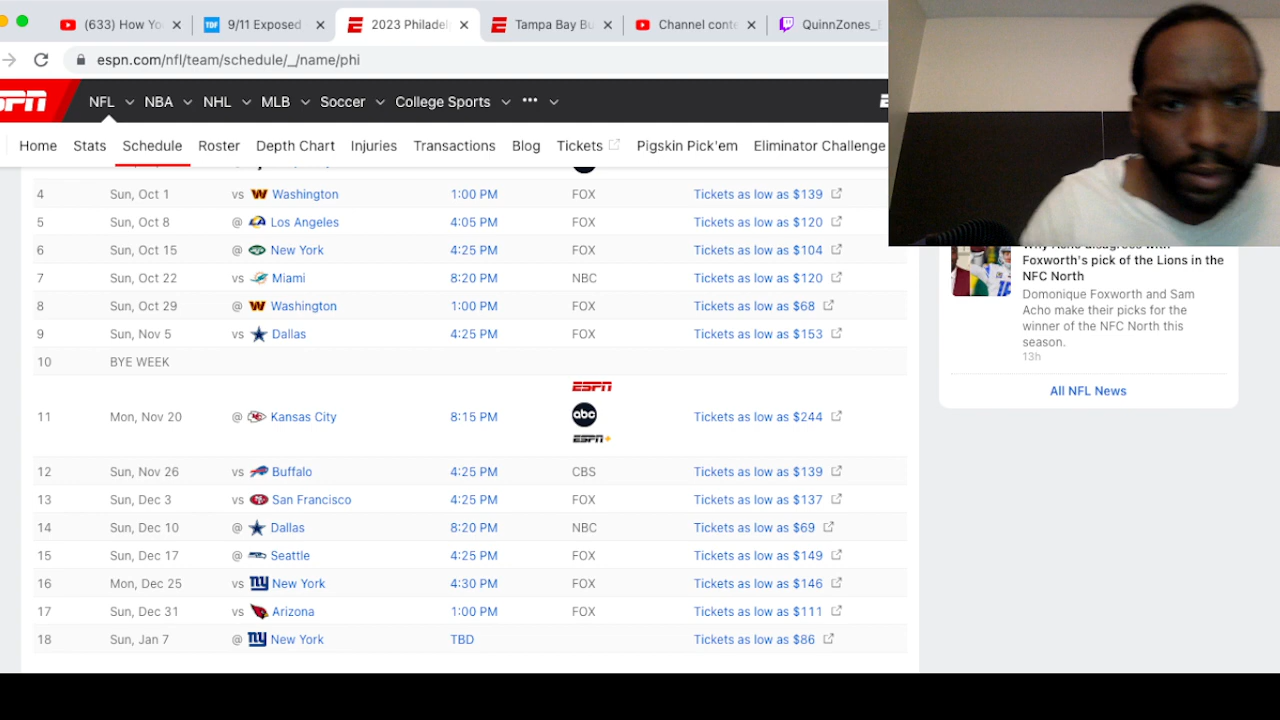 (633) How Yo
9/11 Exposed
2023 Philadel
Tampa Bay Bu
Channel conte
QuinnZones_
espn.com/nfl/team/schedule/_/name/phi
NFL NBA NHL MLB Soccer College Sports •••
Home Stats Schedule Roster Depth Chart Injuries Transactions Blog Tickets Pigskin Pick'em Eliminator Challenge
4 Sun, Oct 1 vs Washington 1:00 PM FOX Tickets as low as $139
5 Sun, Oct 8 @ Los Angeles 4:05 PM FOX Tickets as low as $120
6 Sun, Oct 15 @ New York 4:25 PM FOX Tickets as low as $104
7 Sun, Oct 22 vs Miami 8:20 PM NBC Tickets as low as $120
8 Sun, Oct 29 @ Washington 1:00 PM FOX Tickets as low as $68
9 Sun, Nov 5 vs Dallas 4:25 PM FOX Tickets as low as $153
10 BYE WEEK
11 Mon, Nov 20 @ Kansas City 8:15 PM ESPN abc ESPN+ Tickets as low as $244
12 Sun, Nov 26 vs Buffalo 4:25 PM CBS Tickets as low as $139
13 Sun, Dec 3 vs San Francisco 4:25 PM FOX Tickets as low as $137
14 Sun, Dec 10 @ Dallas 8:20 PM NBC Tickets as low as $69
15 Sun, Dec 17 @ Seattle 4:25 PM FOX Tickets as low as $149
16 Mon, Dec 25 vs New York 4:30 PM FOX Tickets as low as $146
17 Sun, Dec 31 vs Arizona 1:00 PM FOX Tickets as low as $111
18 Sun, Jan 7 @ New York TBD Tickets as low as $86
Foxworth's pick of the Lions in the
NFC North
Domonique Foxworth and Sam
Acho make their picks for the
winner of the NFC North this
season.
13h
All NFL News